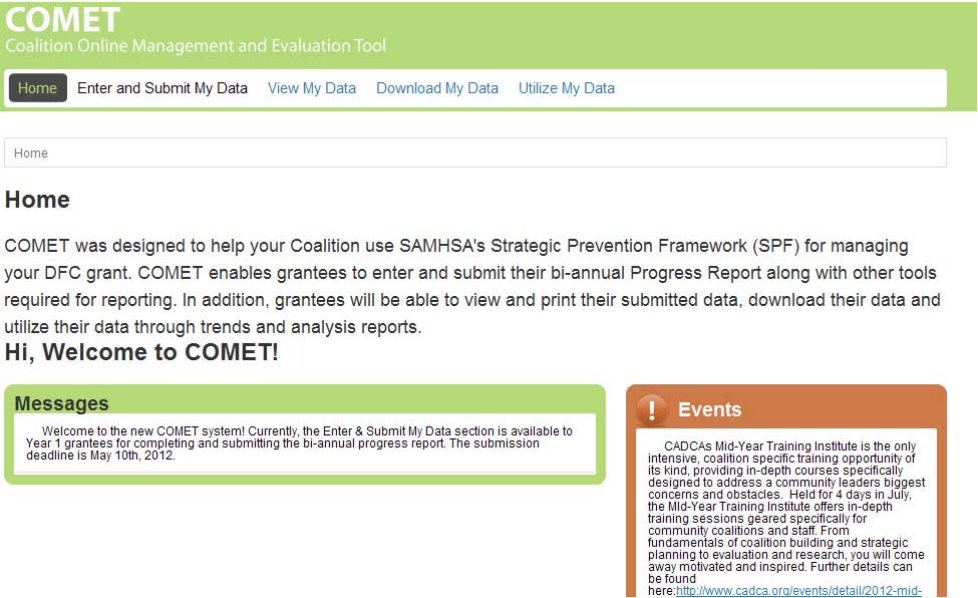 COMET
Coalition Online Management and Evaluation Tool
Home Enter and Submit My Data View My Data Download My Data Utilize My Data
Home
Home
COMET was designed to help your Coalition use SAMHSA's Strategic Prevention Framework (SPF) for managing
your DFC grant. COMET enables grantees to enter and submit their bi-annual Progress Report along with other tools
required for reporting. In addition, grantees will be able to view and print their submitted data, download their data and
utilize their data through trends and analysis reports.
Hi, Welcome to COMET!
Messages
Welcome to the new COMET system! Currently, the Enter & Submit My Data section is available to
Year 1 grantees for completing and submitting the bi-annual progress report. The submission
deadline is May 10th, 2012.
! Events
CADCAs Mid-Year Training Institute is the only
intensive, coalition specific training opportunity of
its kind, providing in-depth courses specifically
designed to address a community leaders biggest
concerns and obstacles. Held for 4 days in July,
the Mid-Year Training Institute offers in-depth
training sessions geared specifically for
community coalitions and staff. From
fundamentals of coalition building and strategic
planning to evaluation and research, you will come
away motivated and inspired. Further details can
be found
here:http://www.cadca.org/events/detail/2012-mid-